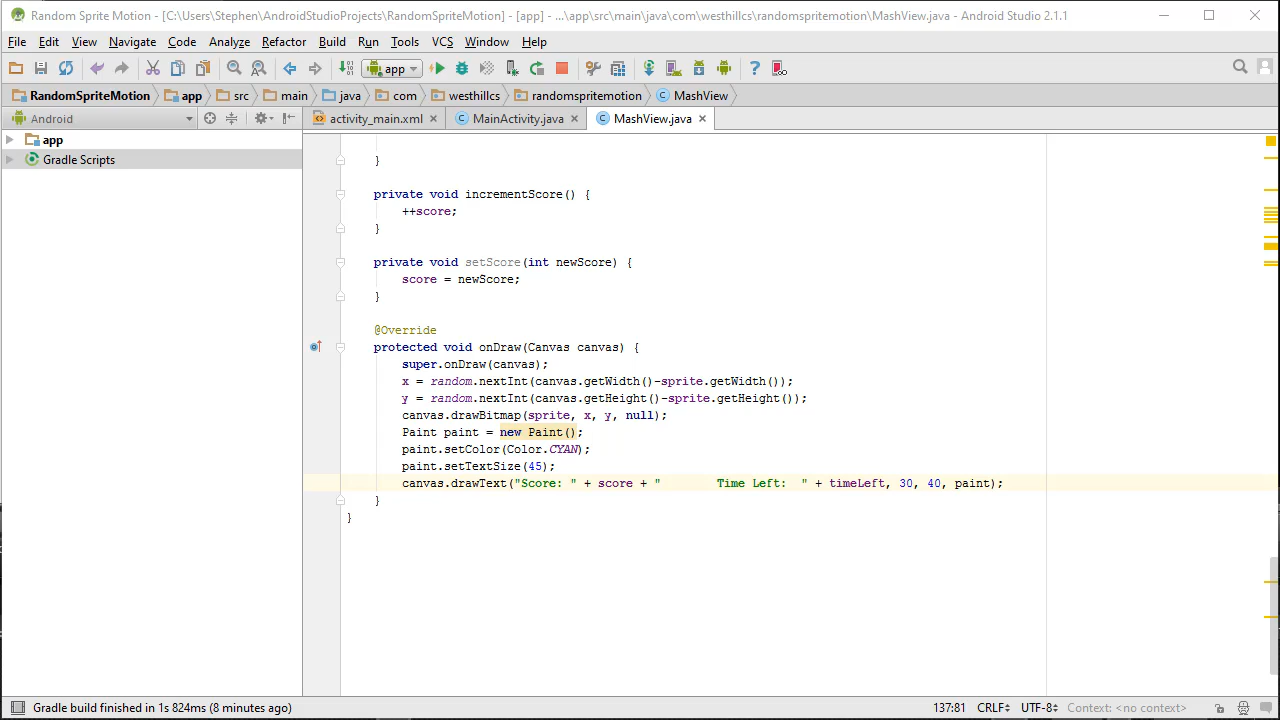 Random Sprite Motion - [C:\Users\Stephen\AndroidStudioProjects\RandomSpriteMotion] - [app] - ...\app\src\main\java\com\westhillcs\randomspritemotion\MashView.java - Android Studio 2.1.1
File Edit View Navigate Code Analyze Refactor Build Run Tools VCS Window Help
app
RandomSpriteMotion app src main java com westhillcs randomspritemotion MashView
Android
activity_main.xml MainActivity.java MashView.java
app
Gradle Scripts
}
private void incrementScore() {
++score;
}
private void setScore(int newScore) {
score = newScore;
}
@Override
protected void onDraw(Canvas canvas) {
super.onDraw(canvas);
x = random.nextInt(canvas.getWidth()-sprite.getWidth());
y = random.nextInt(canvas.getHeight()-sprite.getHeight());
canvas.drawBitmap(sprite, x, y, null);
Paint paint = new Paint();
paint.setColor(Color.CYAN);
paint.setTextSize(45);
canvas.drawText("Score: " + score + "        Time Left:  " + timeLeft, 30, 40, paint);
}
}
Gradle build finished in 1s 824ms (8 minutes ago)
137:81 CRLF UTF-8 Context: <no context>